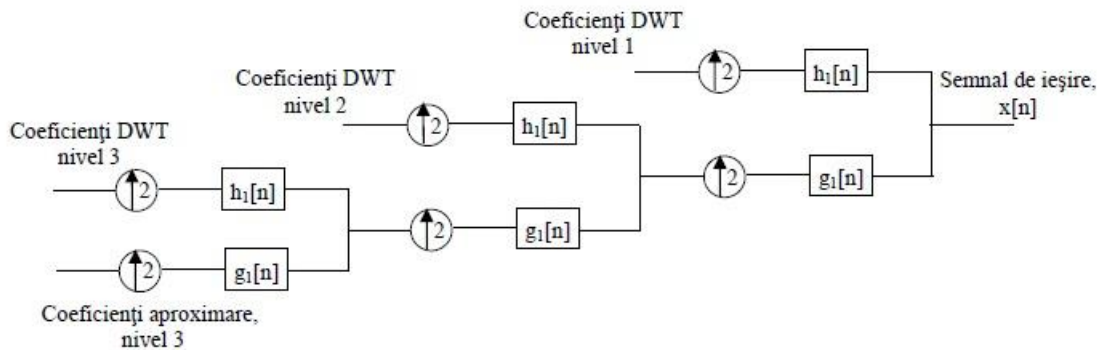 Coeficienţi DWT
nivel 1
2
h₁[n]
Semnal de ieşire,
x[n]
Coeficienţi DWT
nivel 2
2
h₁[n]
2
g₁[n]
Coeficienţi DWT
nivel 3
2
h₁[n]
2
g₁[n]
2
g₁[n]
Coeficienţi aproximare,
nivel 3